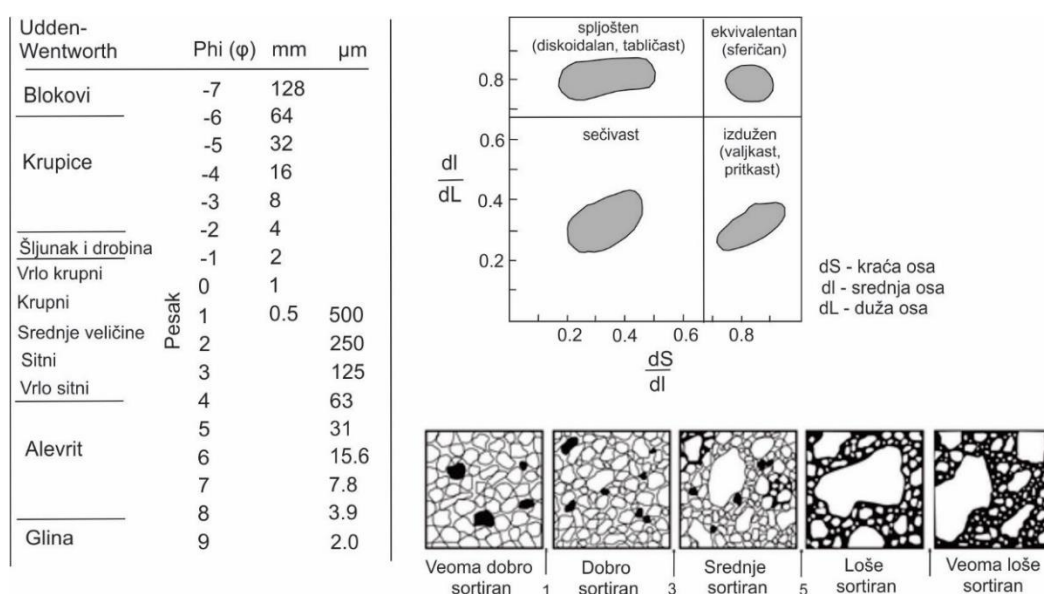 Udden-
Wentworth
Phi (φ) mm µm
Blokovi
-7 128
-6 64
-5 32
Krupice
-4 16
-3 8
-2 4
Šljunak i drobina
-1 2
Vrlo krupni
0 1
Krupni
1 0.5 500
Srednje veličine
2 250
Sitni
3 125
Vrlo sitni
4 63
Pesak
5 31
Alevrit
6 15.6
7 7.8
8 3.9
Glina
9 2.0
spljošten
(diskoidalan, tabličast)
ekvivalentan
(sferičan)
0.8
0.6
sečivast
izdužen
(valjkast,
pritkast)
dI
dL
0.4
0.2
0.2 0.4 0.6 0.8
dS
dI
dS - kraća osa
dI - srednja osa
dL - duža osa
Veoma dobro
sortiran
1
Dobro
sortiran
3
Srednje
sortiran
5
Loše
sortiran
Veoma loše
sortiran